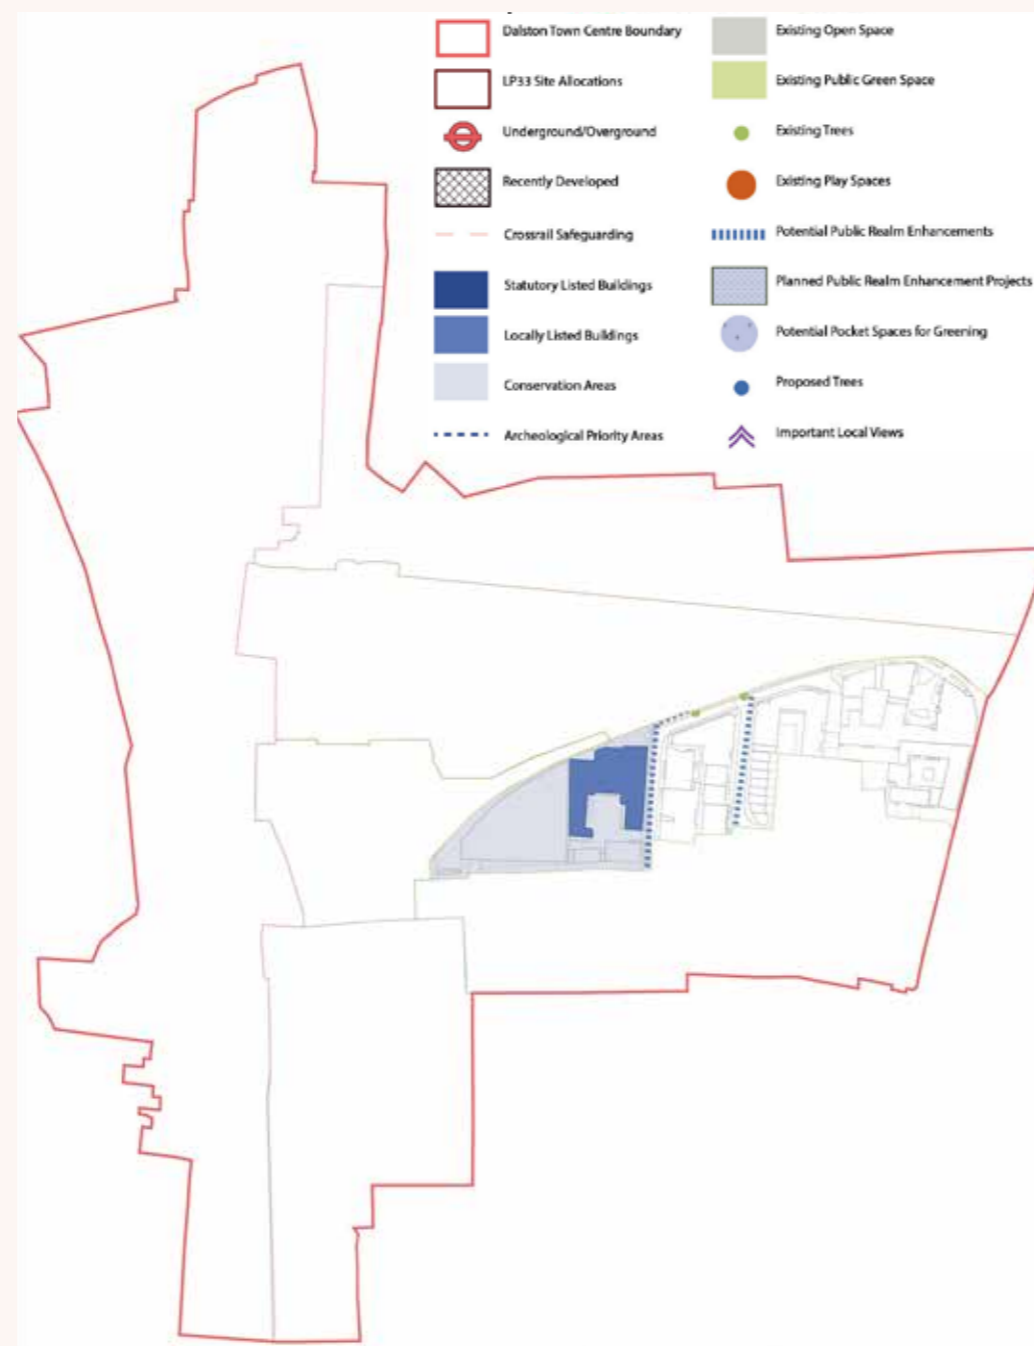 Dalston Town Centre Boundary
LP33 Site Allocations
Underground/Overground
Recently Developed
Crossrail Safeguarding
Statutory Listed Buildings
Locally Listed Buildings
Conservation Areas
Archeological Priority Areas
Existing Open Space
Existing Public Green Space
Existing Trees
Existing Play Spaces
Potential Public Realm Enhancements
Planned Public Realm Enhancement Projects
Potential Pocket Spaces for Greening
Proposed Trees
Important Local Views